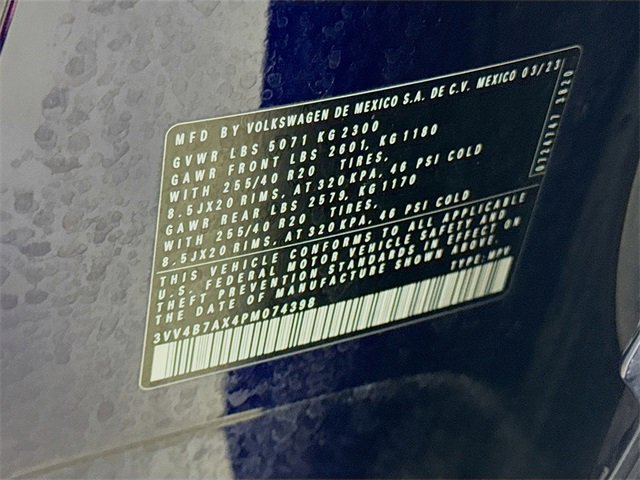 MFD BY VOLKSWAGEN DE MEXICO S.A. DE C.V. MEXICO 03/23
GVWR LBS 5071 KG 2300
GAWR FRONT LBS 2601, KG 1180
WITH 255/40 R20 TIRES,
8.5JX20 RIMS, AT 320 KPA, 46 PSI COLD
GAWR REAR LBS 2579, KG 1170
WITH 255/40 R20 TIRES,
8.5JX20 RIMS, AT 320 KPA, 46 PSI COLD
THIS VEHICLE CONFORMS TO ALL APPLICABLE
U.S. FEDERAL MOTOR VEHICLE SAFETY AND
THEFT PREVENTION STANDARDS IN EFFECT ON
THE DATE OF MANUFACTURE SHOWN ABOVE.
TYPE: MPV
3VV4B7AX4PM074398
3020